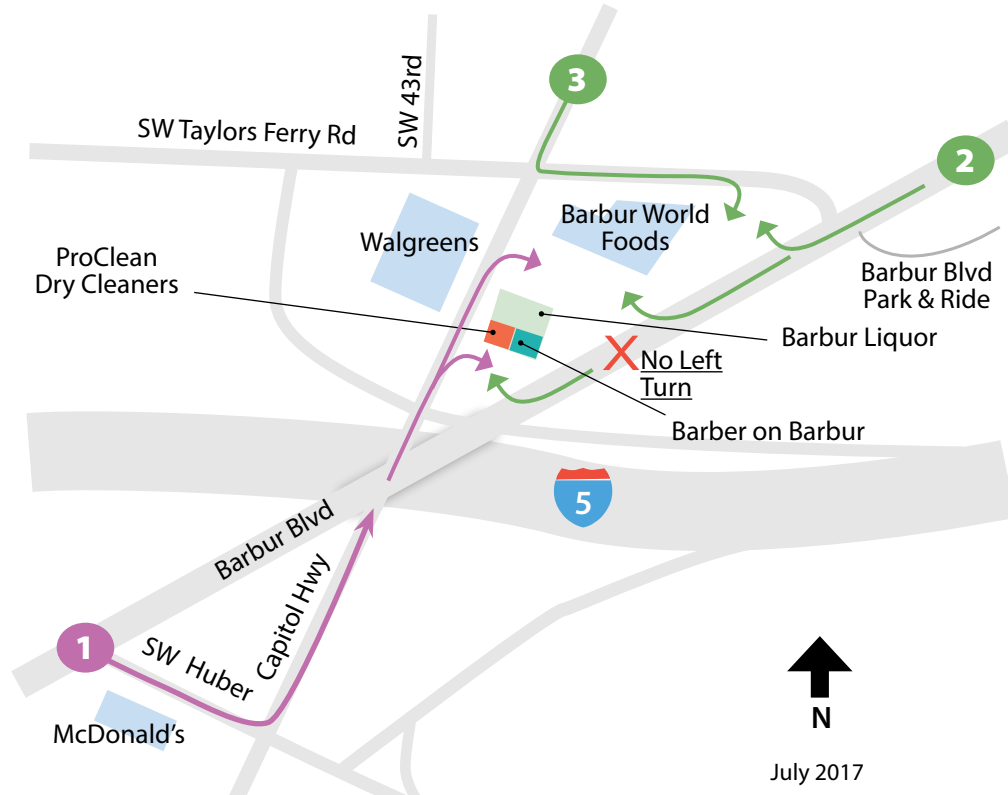 3
SW 43rd
SW Taylors Ferry Rd
2
Barbur World
Foods
Walgreens
ProClean
Dry Cleaners
Barbur Blvd
Park & Ride
Barbur Liquor
X
No Left
Turn
Barber on Barbur
5
Barbur Blvd
Capitol Hwy
1
SW Huber
McDonald's
N
July 2017